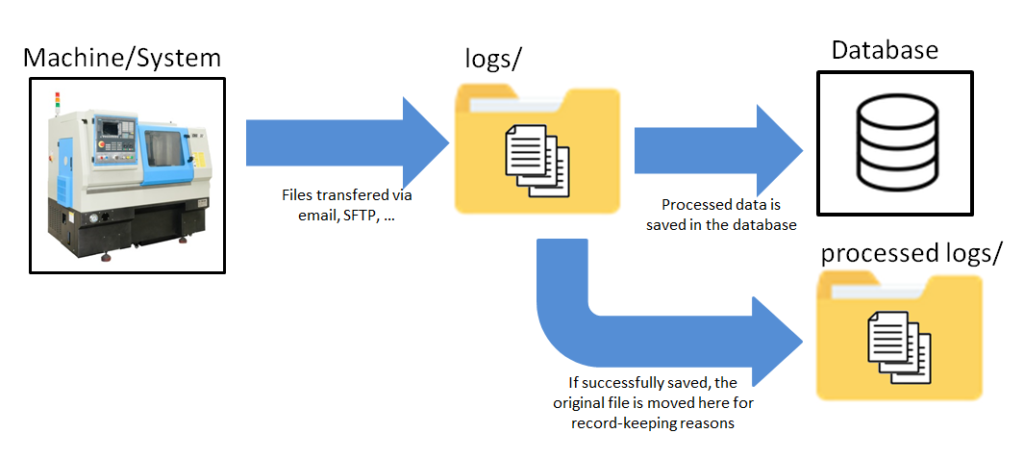 Machine/System
logs/
Database
Files transfered via
email, SFTP, ...
Processed data is
saved in the database
processed logs/
If successfully saved, the
original file is moved here for
record-keeping reasons